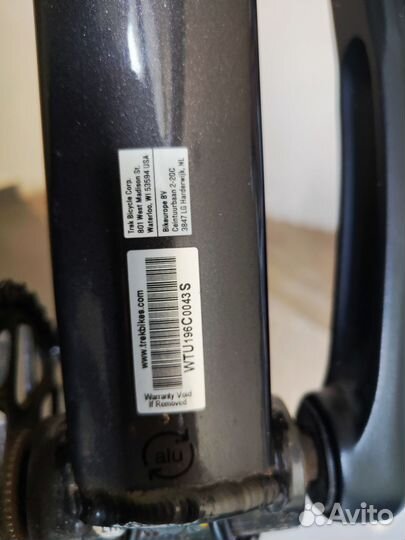 Trek Bicycle Corp.
801 West Madison St.
Waterloo, WI 53594 USA
Bikeurope BV
Ceintuurbaan 2-20C
3847 LG Harderwijk, NL
www.trekbikes.com
WTU196C0043S
Warranty Void
If Removed
alu
Avito